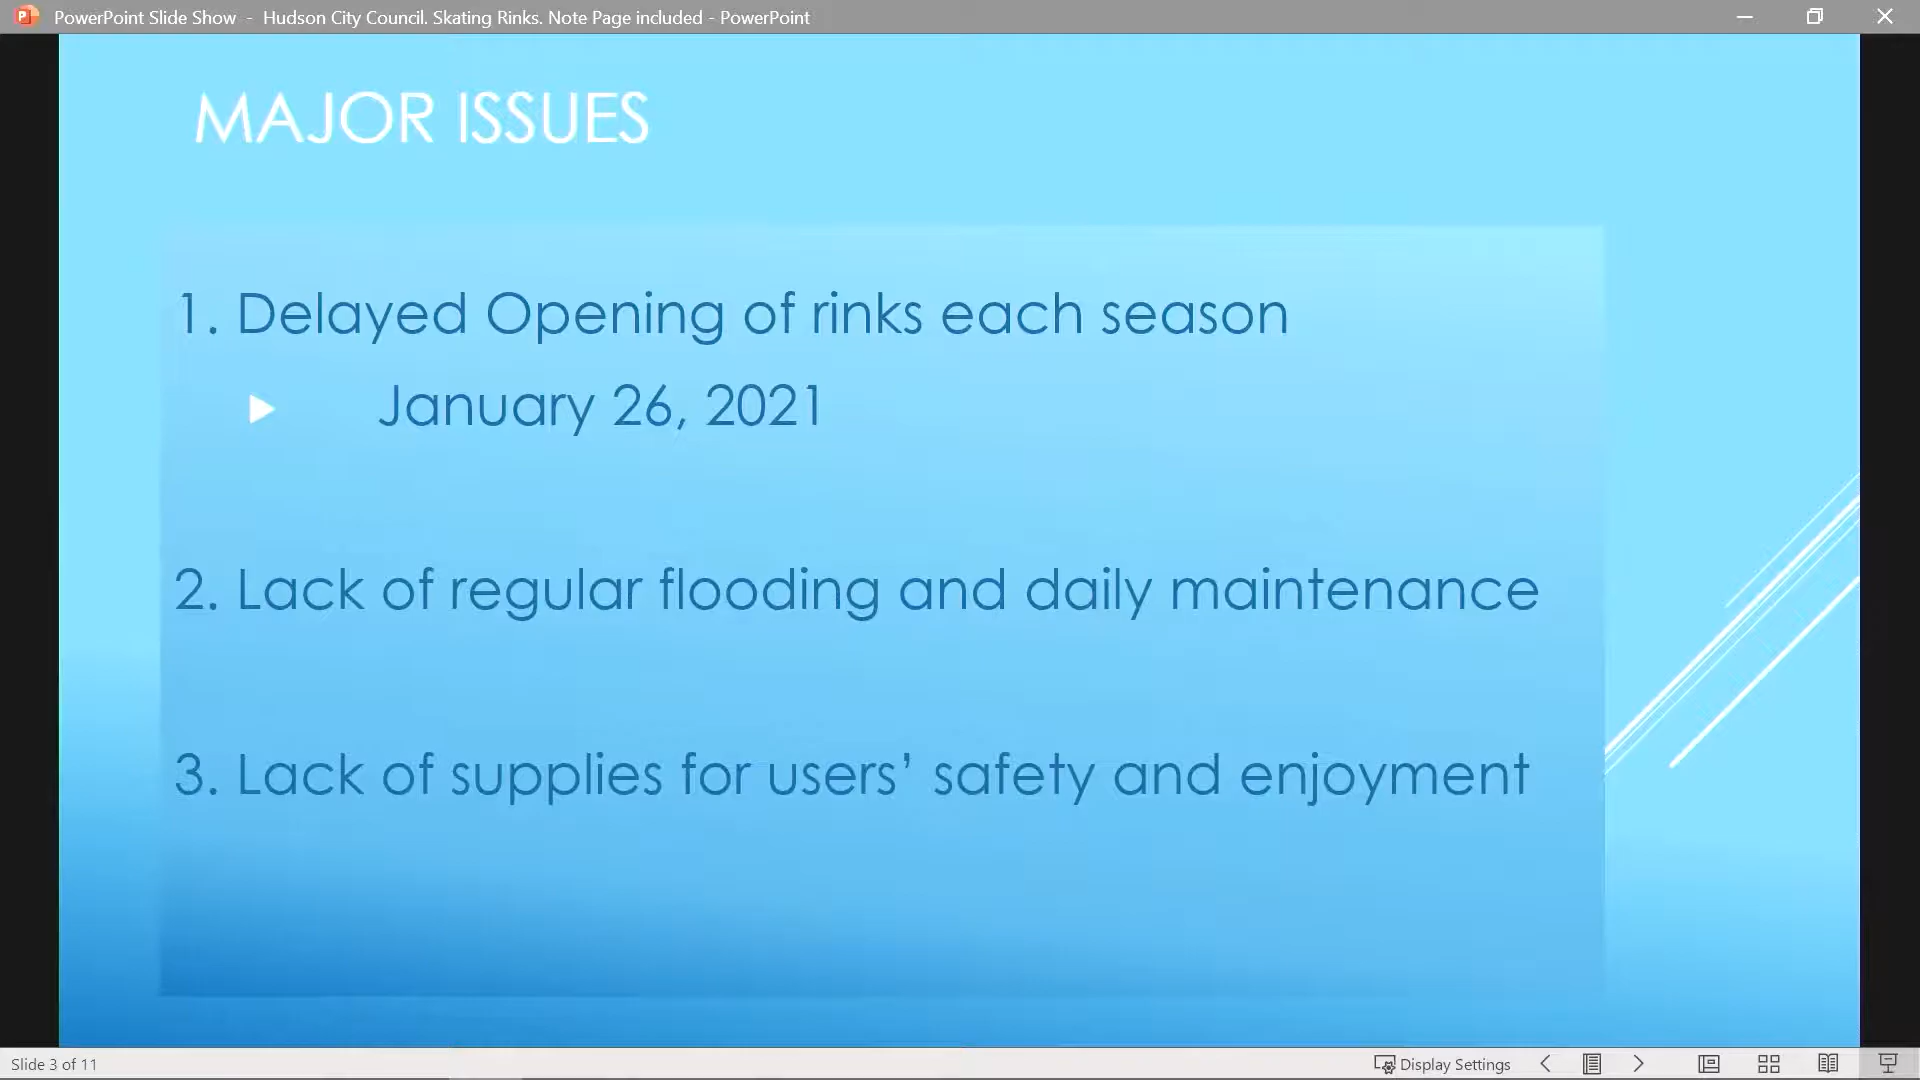 PowerPoint Slide Show - Hudson City Council. Skating Rinks. Note Page included - PowerPoint
MAJOR ISSUES
1. Delayed Opening of rinks each season
January 26, 2021
2. Lack of regular flooding and daily maintenance
3. Lack of supplies for users’ safety and enjoyment
Slide 3 of 11
Display Settings